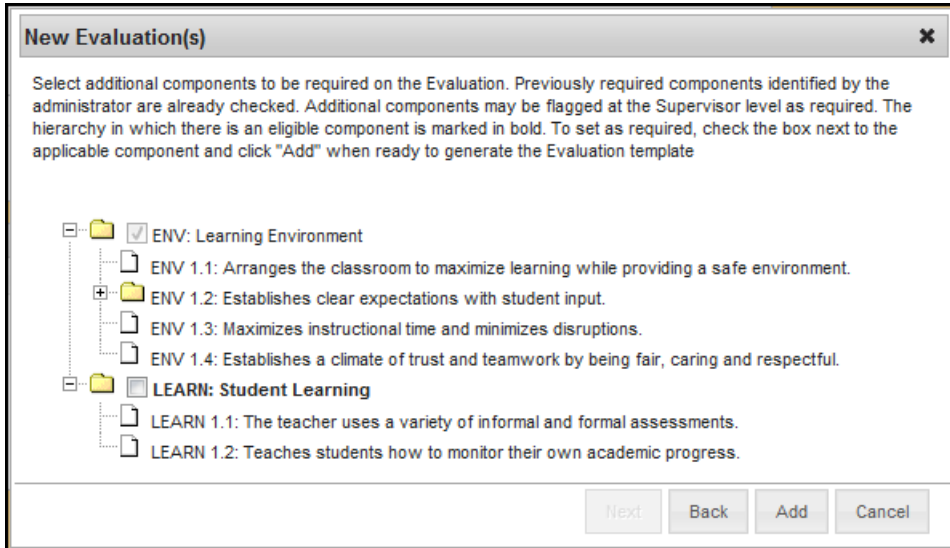 New Evaluation(s)
Select additional components to be required on the Evaluation. Previously required components identified by the
administrator are already checked. Additional components may be flagged at the Supervisor level as required. The
hierarchy in which there is an eligible component is marked in bold. To set as required, check the box next to the
applicable component and click "Add" when ready to generate the Evaluation template
ENV: Learning Environment
ENV 1.1: Arranges the classroom to maximize learning while providing a safe environment.
ENV 1.2: Establishes clear expectations with student input.
ENV 1.3: Maximizes instructional time and minimizes disruptions.
ENV 1.4: Establishes a climate of trust and teamwork by being fair, caring and respectful.
LEARN: Student Learning
LEARN 1.1: The teacher uses a variety of informal and formal assessments.
LEARN 1.2: Teaches students how to monitor their own academic progress.
Next Back Add Cancel